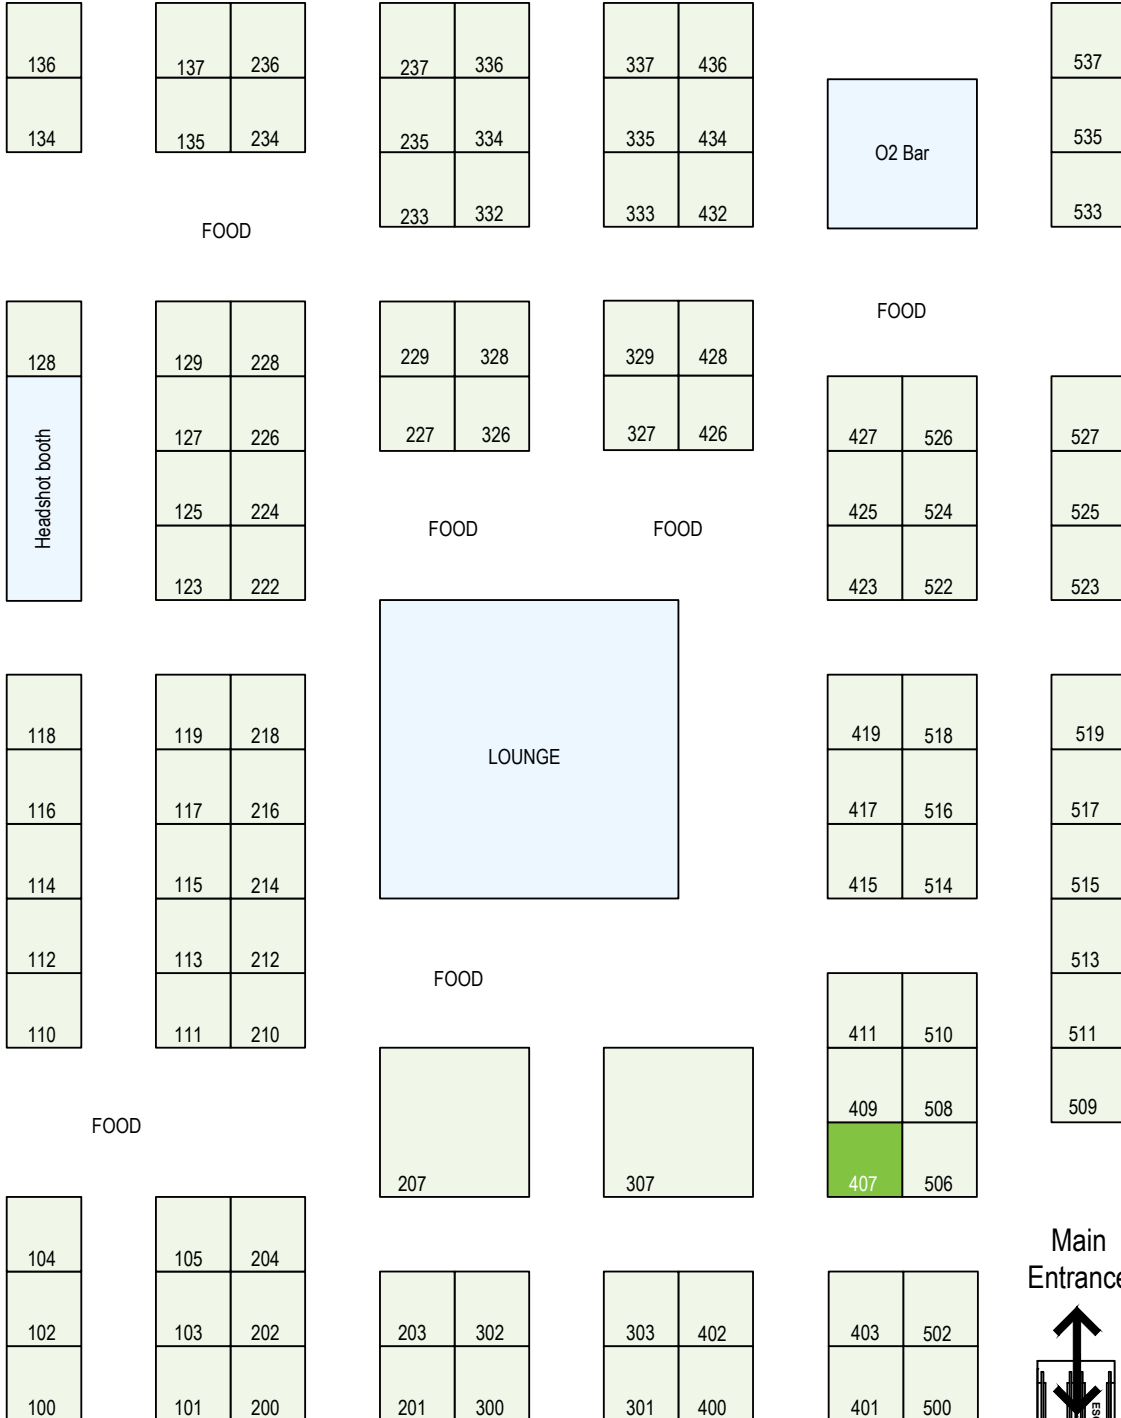 136 137 236 237 336 337 436 537
134 135 234 235 334 335 434 O2 Bar 535
233 332 333 432 533
FOOD
FOOD
128 129 228 229 328 329 428
Headshot booth
127 226 227 326 327 426 427 526 527
125 224 425 524 525
FOOD FOOD
123 222 423 522 523
118 119 218 419 518 519
LOUNGE
116 117 216 417 516 517
114 115 214 415 514 515
112 113 212 513
FOOD
110 111 210 411 510 511
409 508 509
FOOD
207 307 407 506
Main
Entrance
104 105 204
102 103 202 203 302 303 402 403 502
100 101 200 201 300 301 400 401 500